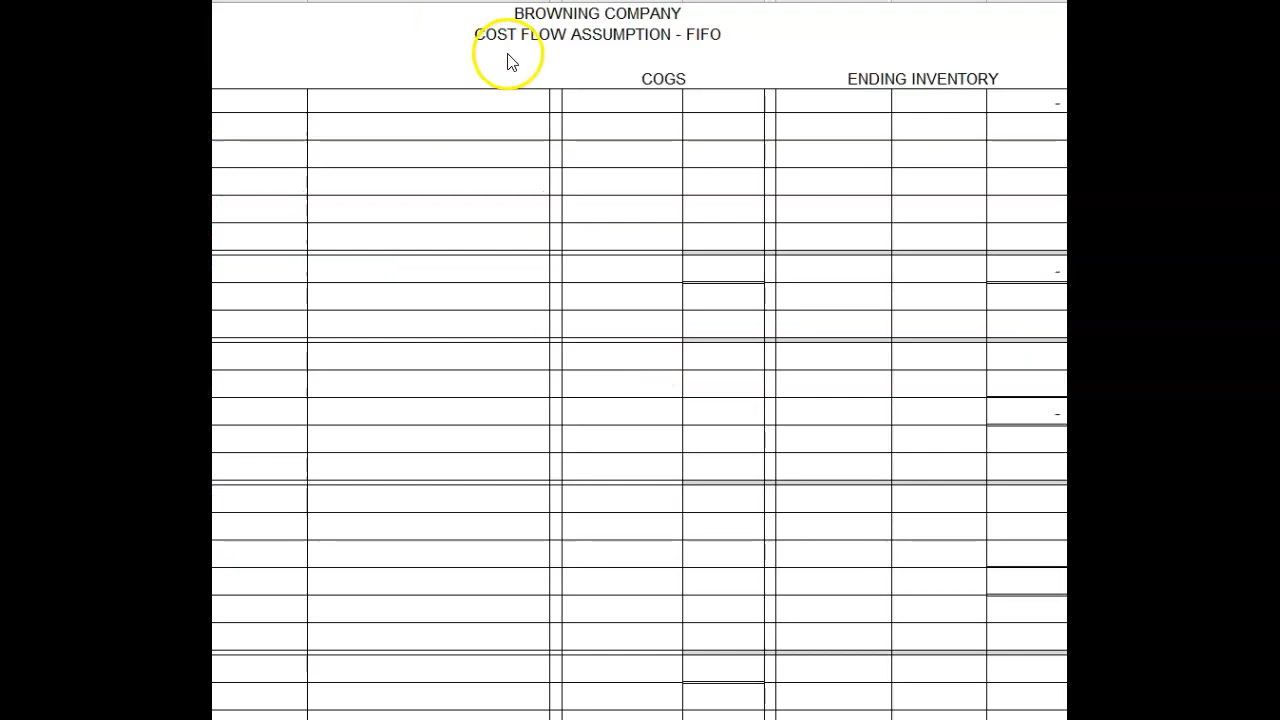 BROWNING COMPANY
COST FLOW ASSUMPTION - FIFO
COGS ENDING INVENTORY
-
-
-